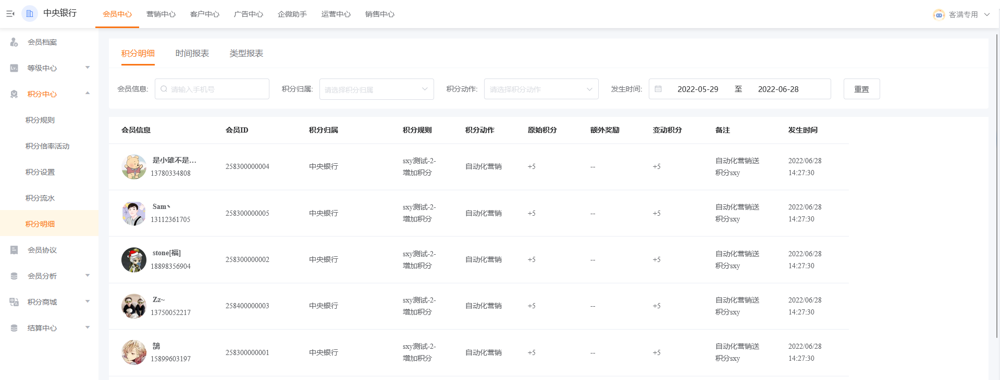 中央银行
会员中心 营销中心 客户中心 广告中心 企微助手 运营中心 销售中心
客满专用
会员档案
等级中心
积分中心
积分规则
积分倍率活动
积分设置
积分流水
积分明细
会员协议
会员分析
积分商城
结算中心
积分明细 时间报表 类型报表
会员信息: 请输入手机号 积分归属: 请选择积分归属 积分动作: 请选择积分动作 发生时间: 2022-05-29 至 2022-06-28 重置
会员信息 会员ID 积分归属 积分规则 积分动作 原始积分 额外奖励 变动积分 备注 发生时间
是小雄不是... sxy测试-2- 自动化营销送 2022/06/28
258300000004 中央银行 自动化营销 +5 -- +5
13780334808 增加积分 积分sxy 14:27:30
Sam丶 sxy测试-2- 自动化营销送 2022/06/28
258300000005 中央银行 自动化营销 +5 -- +5
13112361705 增加积分 积分sxy 14:27:30
stone[福] sxy测试-2- 自动化营销送 2022/06/28
258300000002 中央银行 自动化营销 +5 -- +5
18898356904 增加积分 积分sxy 14:27:30
Zz~ sxy测试-2- 自动化营销送 2022/06/28
258400000003 中央银行 自动化营销 +5 -- +5
13750052217 增加积分 积分sxy 14:27:30
鹄 sxy测试-2- 自动化营销送 2022/06/28
258300000001 中央银行 自动化营销 +5 -- +5
15899603197 增加积分 积分sxy 14:27:30